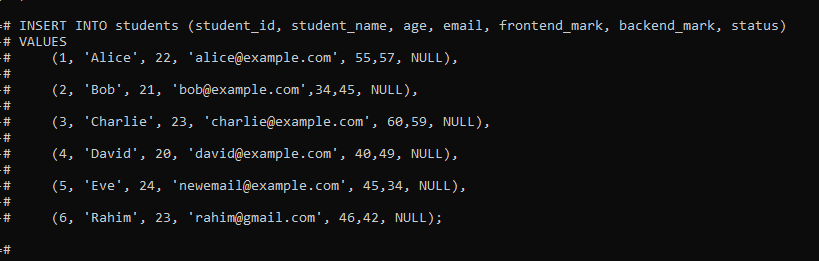 =# INSERT INTO students (student_id, student_name, age, email, frontend_mark, backend_mark, status)
-# VALUES
-#     (1, 'Alice', 22, 'alice@example.com', 55,57, NULL),
-#
-#     (2, 'Bob', 21, 'bob@example.com',34,45, NULL),
-#
-#     (3, 'Charlie', 23, 'charlie@example.com', 60,59, NULL),
-#
-#     (4, 'David', 20, 'david@example.com', 40,49, NULL),
-#
-#     (5, 'Eve', 24, 'newemail@example.com', 45,34, NULL),
-#
-#     (6, 'Rahim', 23, 'rahim@gmail.com', 46,42, NULL);
=#